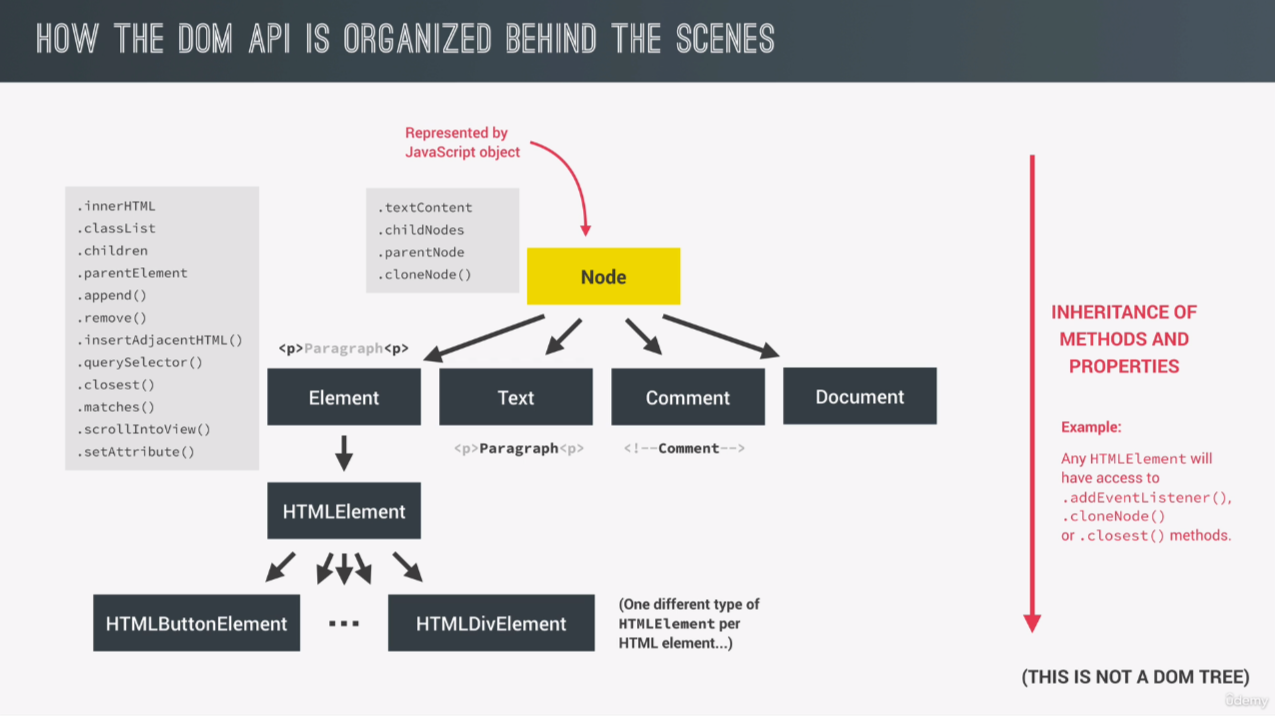 HOW THE DOM API IS ORGANIZED BEHIND THE SCENES
Represented by
JavaScript object
.innerHTML
.classList
.children
.parentElement
.append()
.remove()
.insertAdjacentHTML()
.querySelector()
.closest()
.matches()
.scrollIntoView()
.setAttribute()
.textContent
.childNodes
.parentNode
.cloneNode()
Node
<p>Paragraph<p>
Element
Text
Comment
Document
<p>Paragraph<p>
<!--Comment-->
HTMLElement
HTMLButtonElement
...
HTMLDivElement
(One different type of
HTMLElement per
HTML element...)
INHERITANCE OF
METHODS AND
PROPERTIES
Example:
Any HTMLElement will
have access to
.addEventListener(),
.cloneNode()
or .closest() methods.
(THIS IS NOT A DOM TREE)
ûdemy